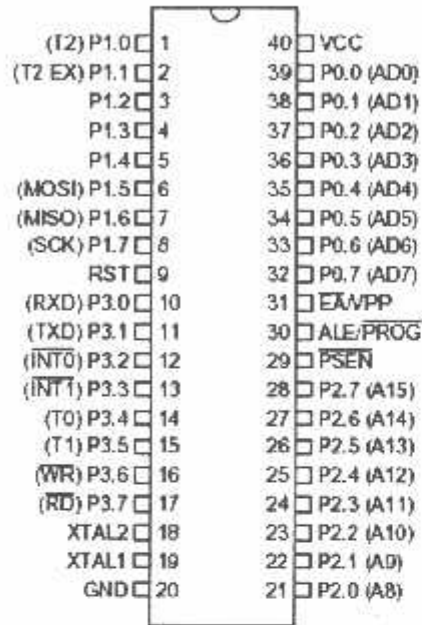 (T2) P1.0 1 40 VCC
(T2 EX) P1.1 2 39 P0.0 (AD0)
P1.2 3 38 P0.1 (AD1)
P1.3 4 37 P0.2 (AD2)
P1.4 5 36 P0.3 (AD3)
(MOSI) P1.5 6 35 P0.4 (AD4)
(MISO) P1.6 7 34 P0.5 (AD5)
(SCK) P1.7 8 33 P0.6 (AD6)
RST 9 32 P0.7 (AD7)
(RXD) P3.0 10 31 E̅A̅/VPP
(TXD) P3.1 11 30 ALE/P̅R̅O̅G̅
(I̅N̅T̅0̅) P3.2 12 29 P̅S̅E̅N̅
(I̅N̅T̅1̅) P3.3 13 28 P2.7 (A15)
(T0) P3.4 14 27 P2.6 (A14)
(T1) P3.5 15 26 P2.5 (A13)
(W̅R̅) P3.6 16 25 P2.4 (A12)
(R̅D̅) P3.7 17 24 P2.3 (A11)
XTAL2 18 23 P2.2 (A10)
XTAL1 19 22 P2.1 (A9)
GND 20 21 P2.0 (A8)